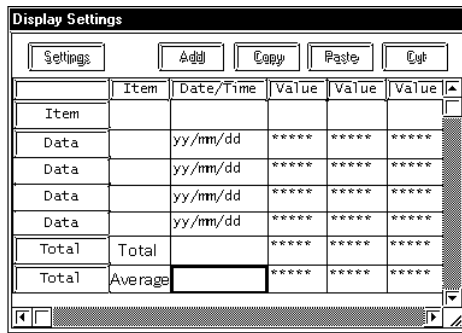 Display Settings
Settings Add Copy Paste Cut
Item Date/Time Value Value Value
Item
Data yy/mm/dd ***** ***** *****
Data yy/mm/dd ***** ***** *****
Data yy/mm/dd ***** ***** *****
Data yy/mm/dd ***** ***** *****
Total Total ***** ***** *****
Total Average ***** ***** *****